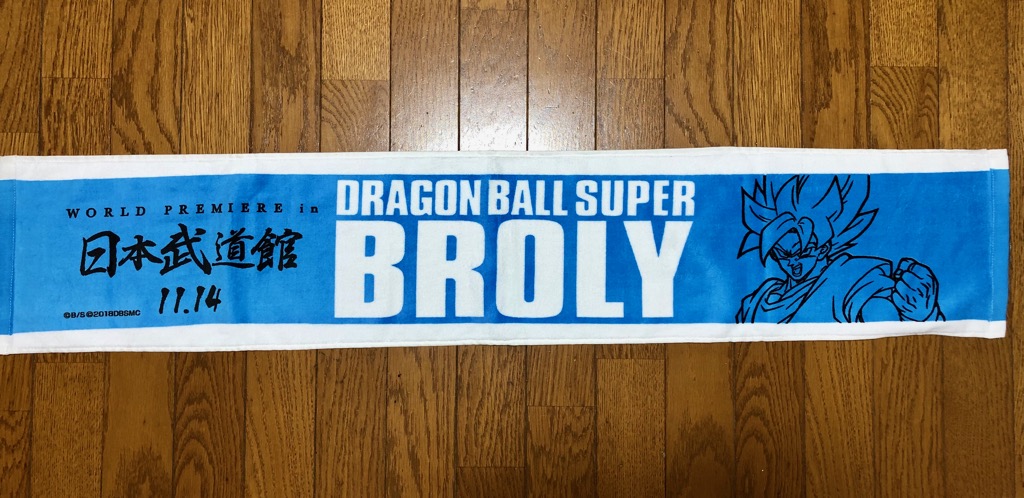 WORLD PREMIERE in
日本武道館
11.14
©B/S ©2018DBSMC
DRAGON BALL SUPER
BROLY